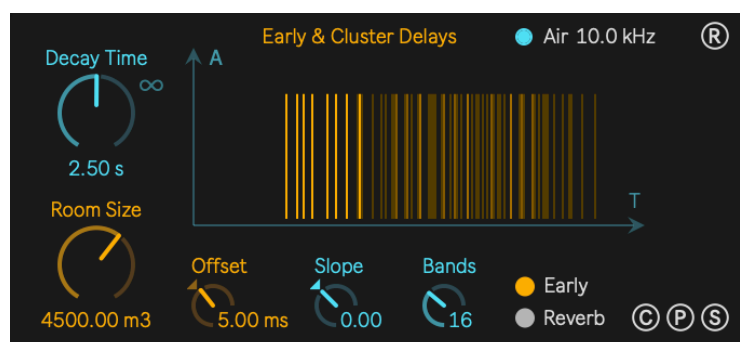 Early & Cluster Delays
Air 10.0 kHz
R
Decay Time
∞
A
2.50 s
Room Size
T
4500.00 m3
Offset
5.00 ms
Slope
0.00
Bands
16
Early
Reverb
C P S